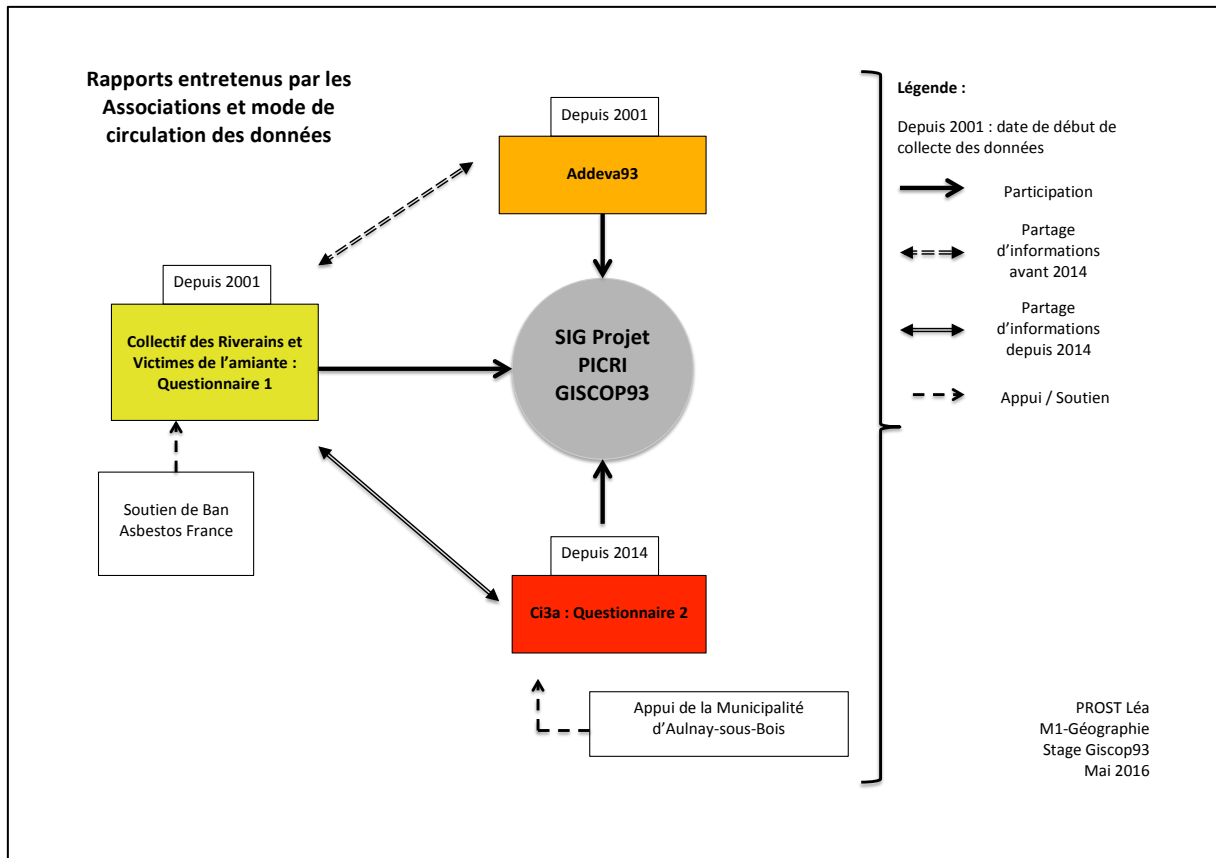 Rapports entretenus par les
Associations et mode de
circulation des données
Depuis 2001
Addeva93
Depuis 2001
Collectif des Riverains et
Victimes de l'amiante :
Questionnaire 1
SIG Projet
PICRI
GISCOP93
Soutien de Ban
Asbestos France
Depuis 2014
Ci3a : Questionnaire 2
Appui de la Municipalité
d'Aulnay-sous-Bois
Légende :
Depuis 2001 : date de début de
collecte des données
Participation
Partage
d'informations
avant 2014
Partage
d'informations
depuis 2014
Appui / Soutien
PROST Léa
M1-Géographie
Stage Giscop93
Mai 2016